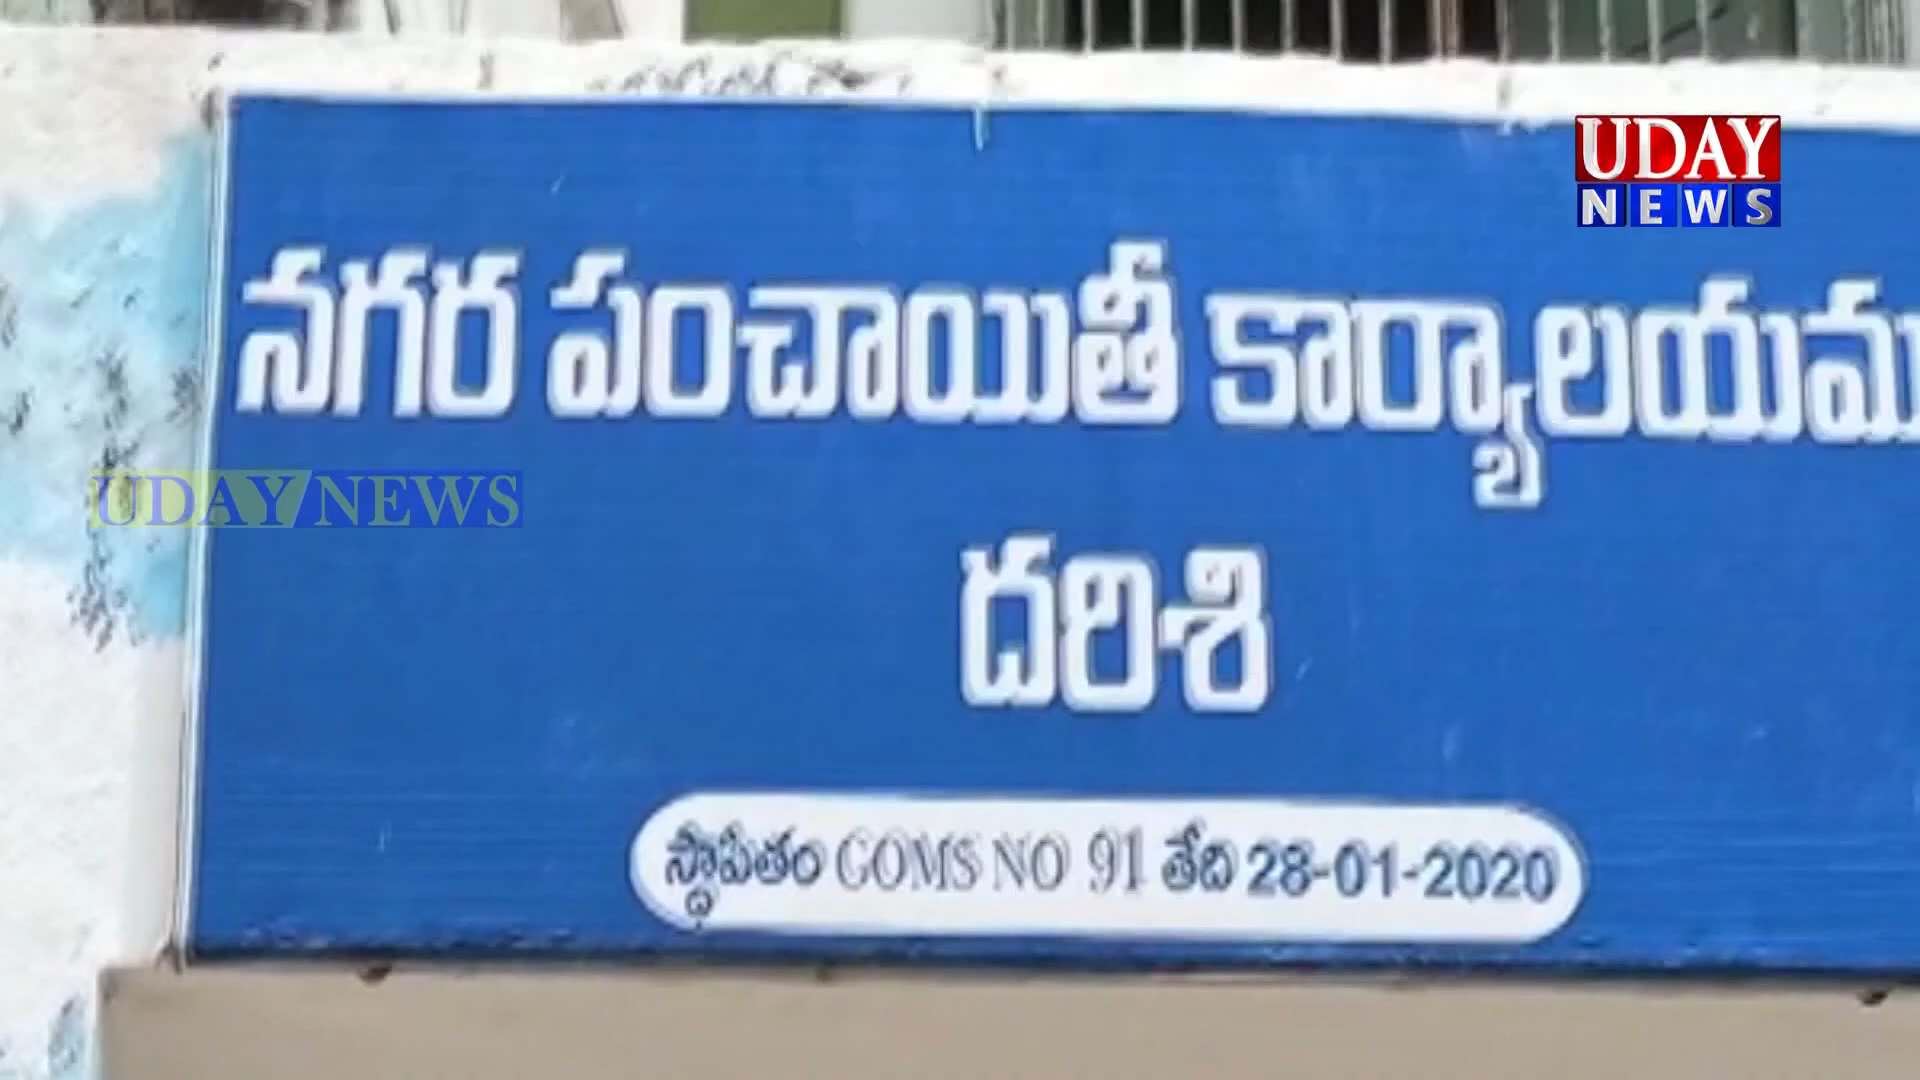 UDAY
NEWS
నగర పంచాయితీ కార్యాలయము
UDAY NEWS
దరిశి
స్థాపితం GOMS NO 91 తేది 28-01-2020